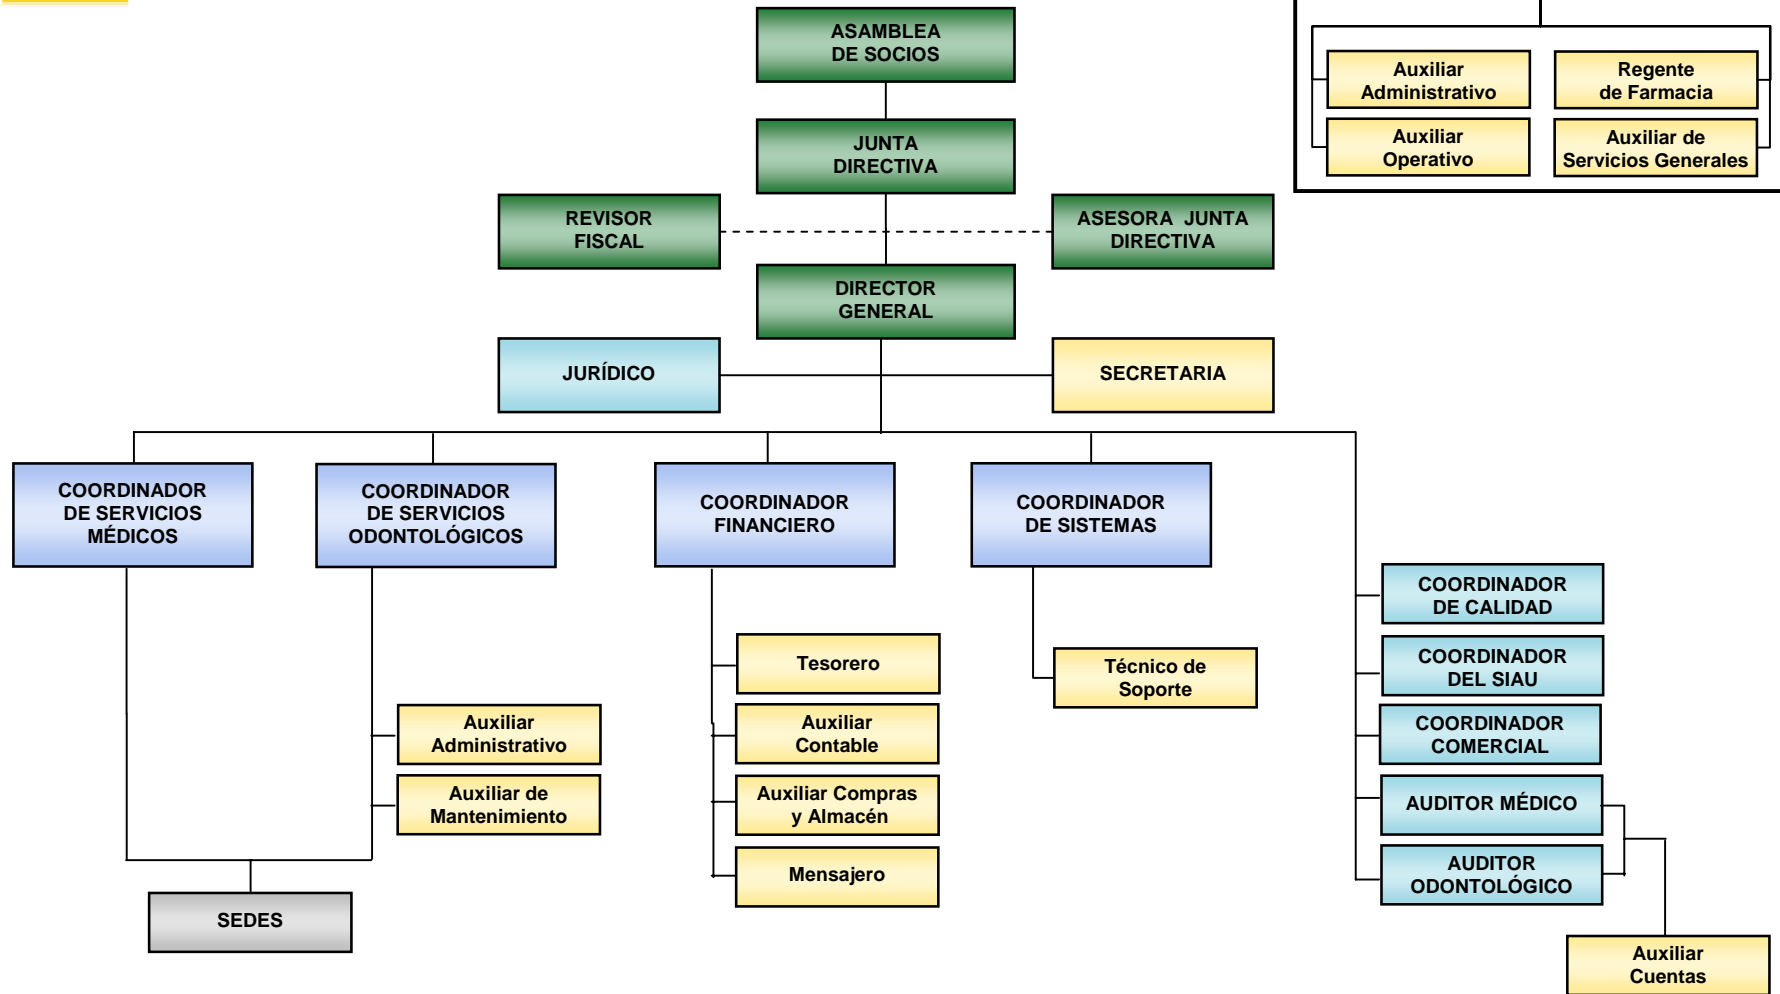 ASAMBLEA
DE SOCIOS
Auxiliar
Administrativo
Regente
de Farmacia
Auxiliar
Operativo
Auxiliar de
Servicios Generales
JUNTA
DIRECTIVA
REVISOR
FISCAL
ASESORA JUNTA
DIRECTIVA
DIRECTOR
GENERAL
JURÍDICO
SECRETARIA
COORDINADOR
DE SERVICIOS
MÉDICOS
COORDINADOR
DE SERVICIOS
ODONTOLÓGICOS
COORDINADOR
FINANCIERO
COORDINADOR
DE SISTEMAS
COORDINADOR
DE CALIDAD
COORDINADOR
DEL SIAU
COORDINADOR
COMERCIAL
AUDITOR MÉDICO
AUDITOR
ODONTOLÓGICO
Tesorero
Auxiliar
Contable
Auxiliar Compras
y Almacén
Mensajero
Técnico de
Soporte
Auxiliar
Administrativo
Auxiliar de
Mantenimiento
SEDES
Auxiliar
Cuentas